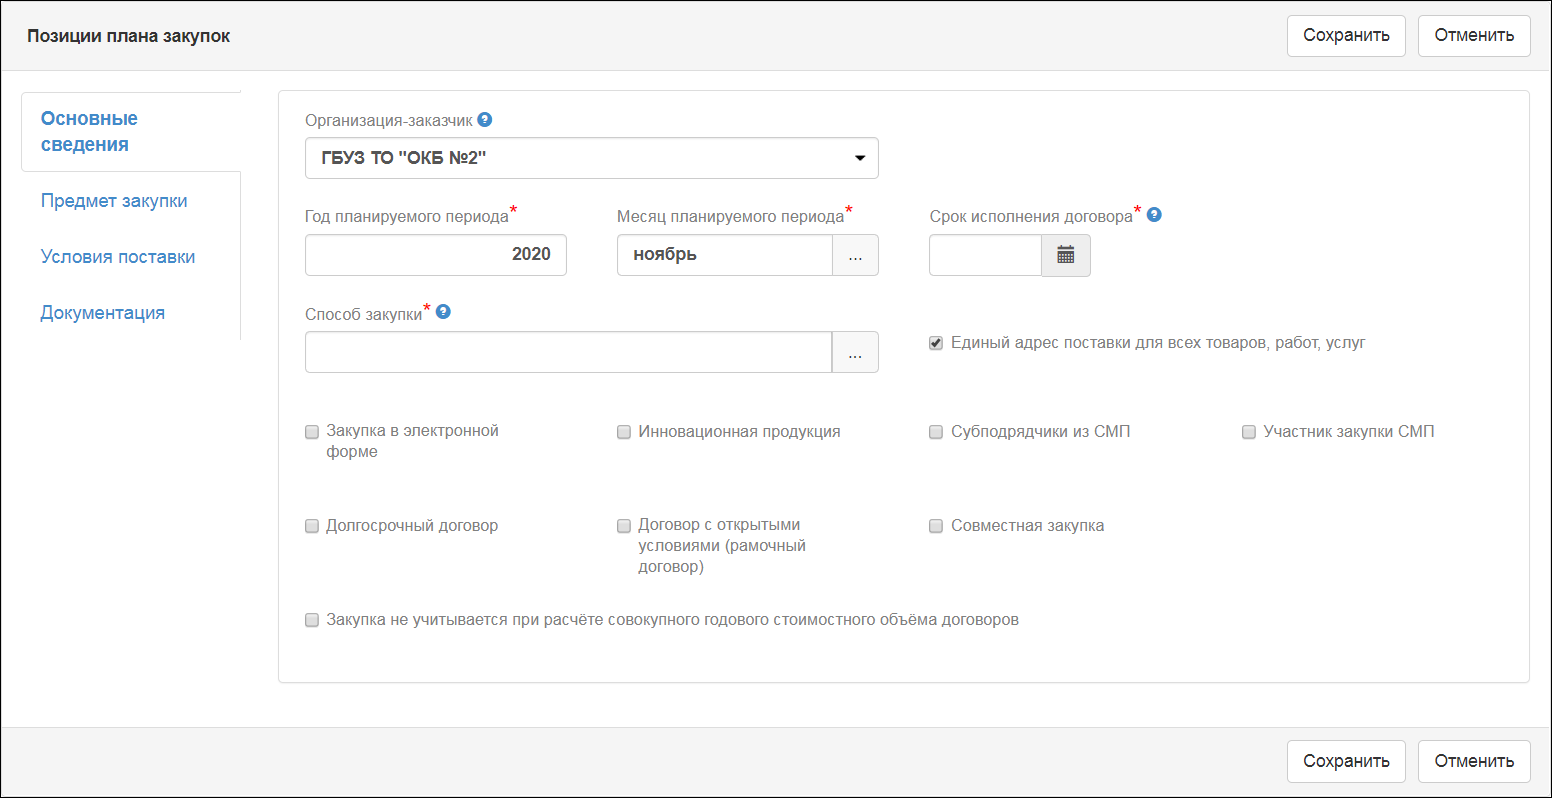 Позиции плана закупок
Сохранить
Отменить
Основные
сведения
Предмет закупки
Условия поставки
Документация
Организация-заказчик ?
ГБУЗ ТО "ОКБ №2"
Год планируемого периода*
2020
Месяц планируемого периода*
ноябрь
...
Срок исполнения договора* ?
Способ закупки* ?
...
Единый адрес поставки для всех товаров, работ, услуг
Закупка в электронной
форме
Инновационная продукция
Субподрядчики из СМП
Участник закупки СМП
Долгосрочный договор
Договор с открытыми
условиями (рамочный
договор)
Совместная закупка
Закупка не учитывается при расчёте совокупного годового стоимостного объёма договоров
Сохранить
Отменить